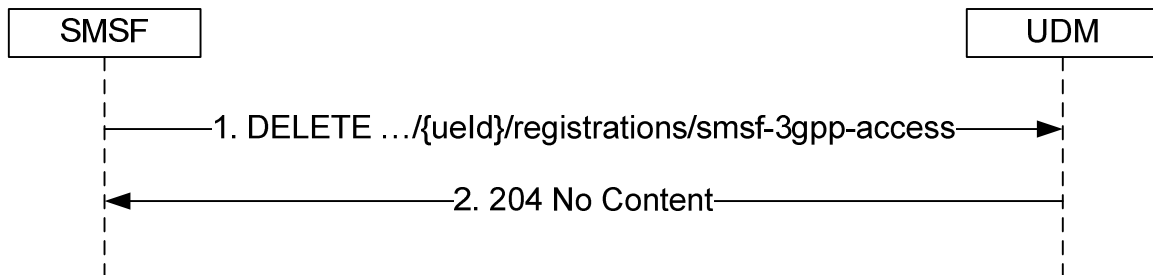 SMSF
UDM
1. DELETE …/{ueId}/registrations/smsf-3gpp-access
2. 204 No Content